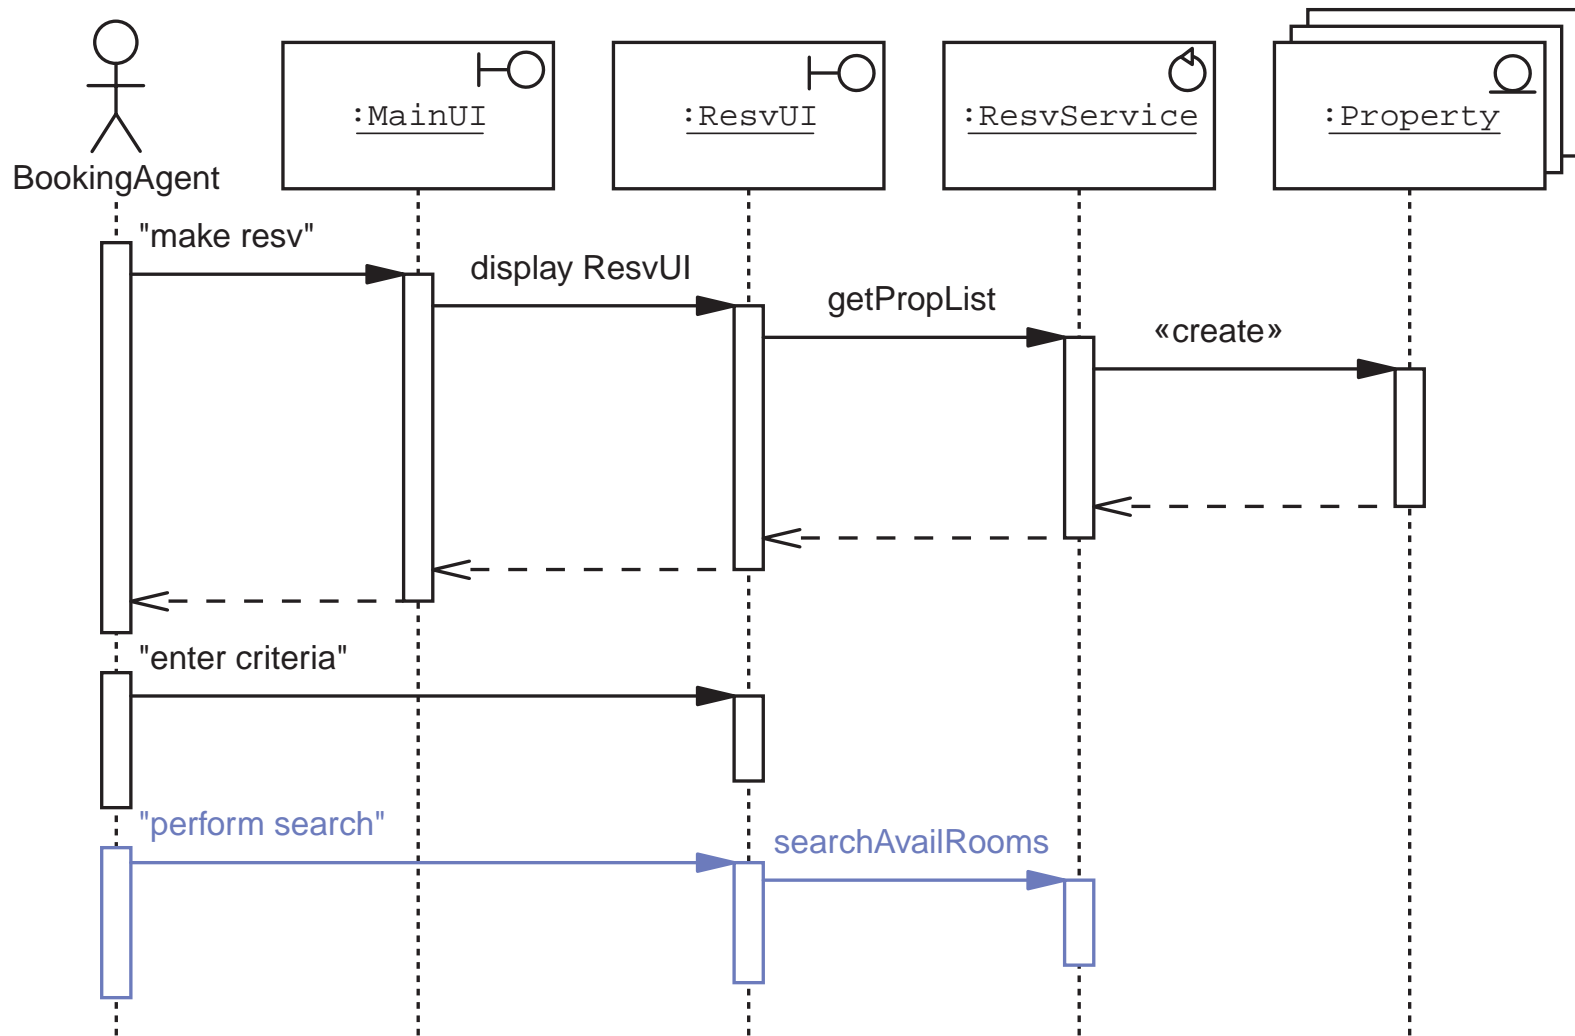 :MainUI
:ResvUI
:ResvService
:Property
BookingAgent
"make resv"
display ResvUI
getPropList
«create»
"enter criteria"
"perform search"
searchAvailRooms